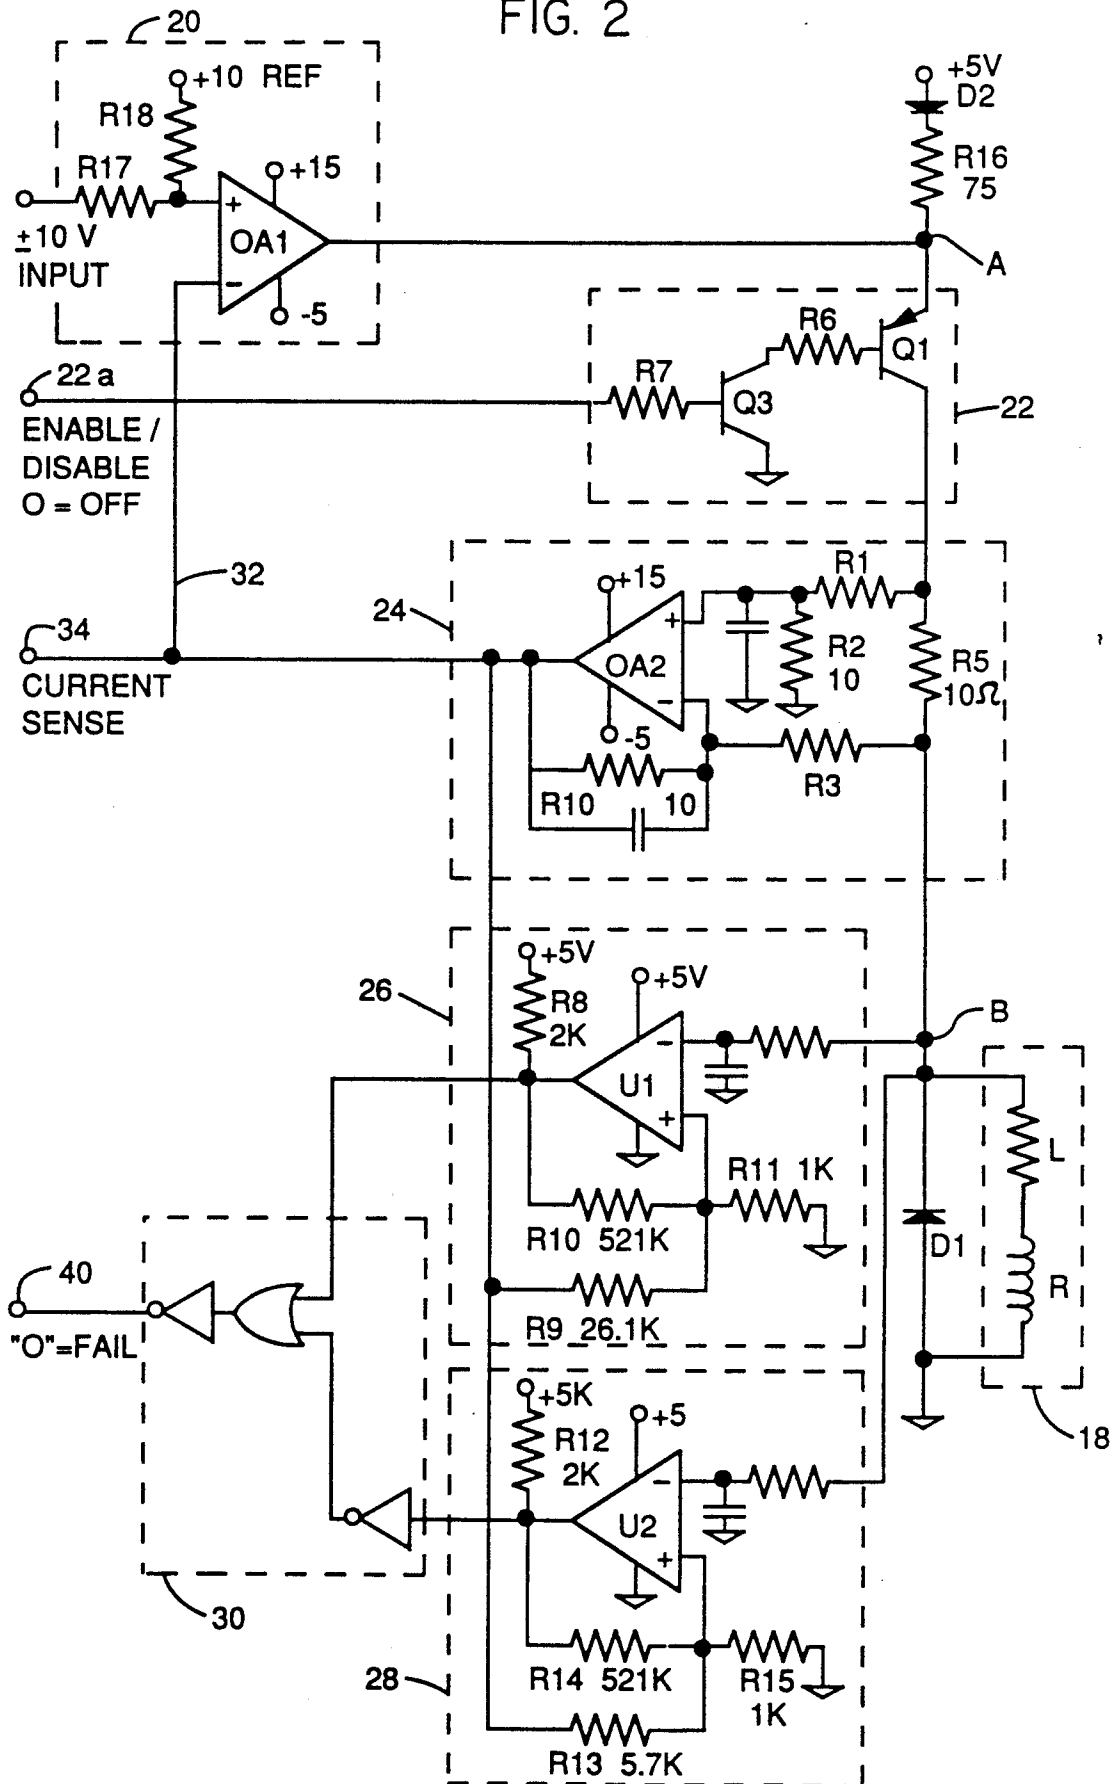 FIG. 2
20
+10 REF
R18
R17
+15
+
OA1
-
-5
±10 V
INPUT
+5V
D2
R16
75
A
22a
ENABLE /
DISABLE
O = OFF
R7
Q3
R6
Q1
22
32
34
CURRENT
SENSE
24
+15
+
OA2
-
-5
R1
R2
10
R5
10Ω
R3
R10 10
26
+5V
R8
2K
+5V
-
U1
+
B
R11 1K
R10 521K
R9 26.1K
L
D1
R
18
40
"O"=FAIL
30
+5K
R12
2K
+5
-
U2
+
28
R14 521K
R15
1K
R13 5.7K